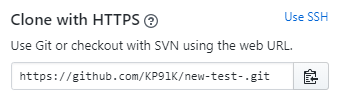 Clone with HTTPS
Use SSH
Use Git or checkout with SVN using the web URL.
https://github.com/KP9lK/new-test-.git